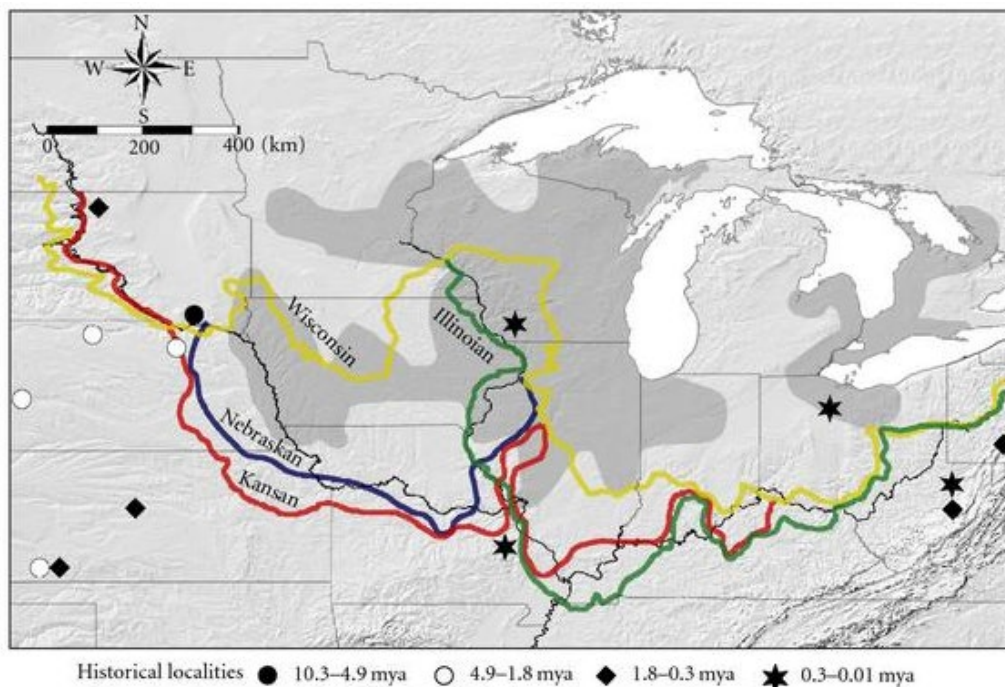 N
W E
S
0 200 400 (km)
Wisconsin
Illinoian
Nebraskan
Kansan
Historical localities 10.3–4.9 mya 4.9–1.8 mya 1.8–0.3 mya 0.3–0.01 mya